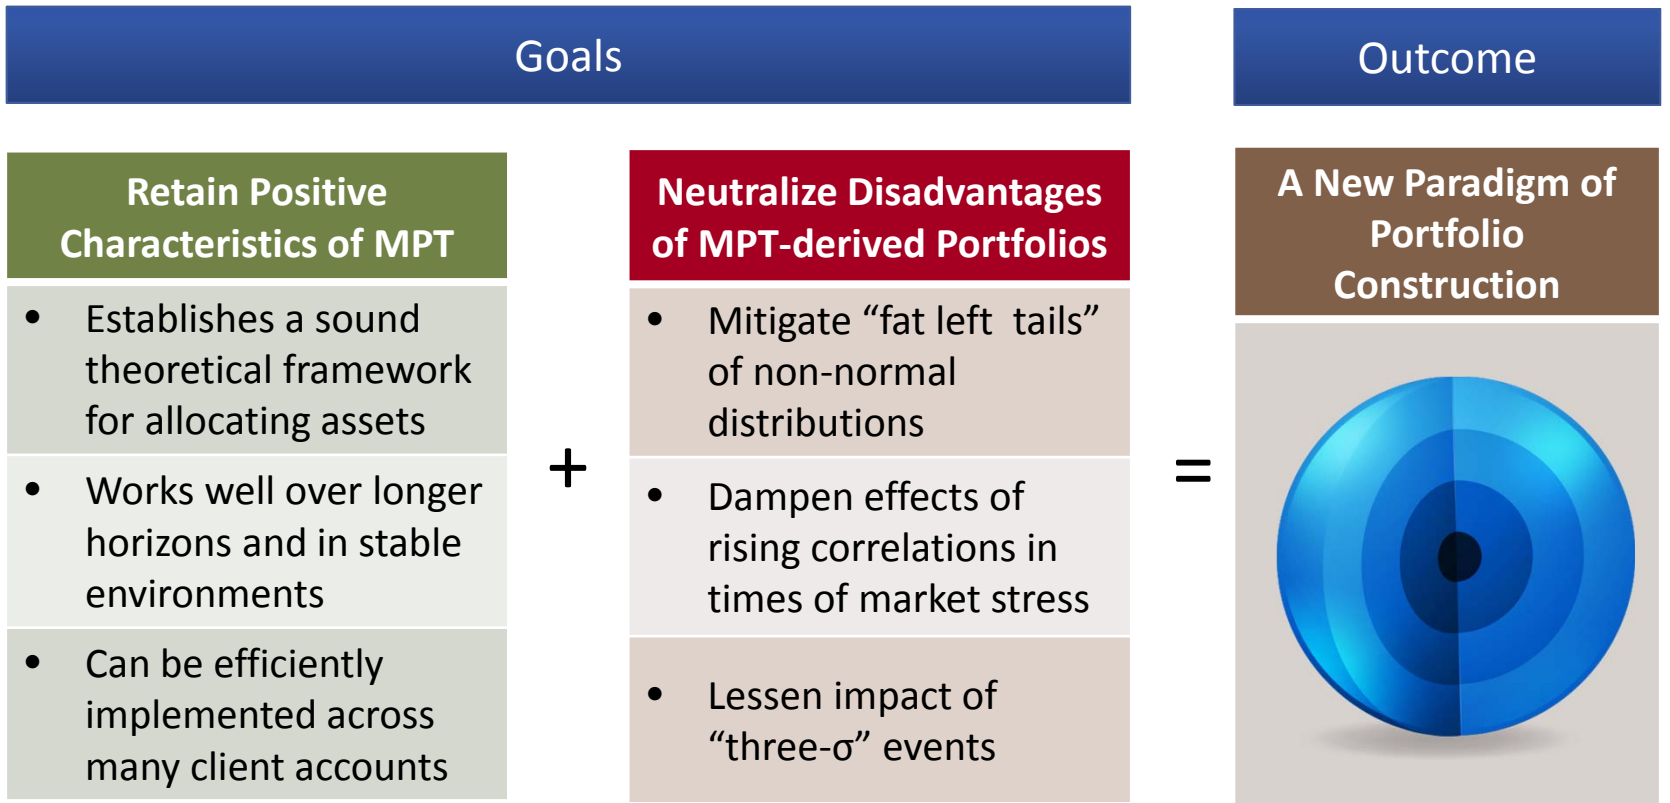 Goals
Outcome
Retain Positive
Characteristics of MPT
• Establishes a sound
theoretical framework
for allocating assets
• Works well over longer
horizons and in stable
environments
• Can be efficiently
implemented across
many client accounts
+
Neutralize Disadvantages
of MPT-derived Portfolios
• Mitigate “fat left  tails”
of non-normal
distributions
• Dampen effects of
rising correlations in
times of market stress
• Lessen impact of
“three-σ” events
=
A New Paradigm of
Portfolio
Construction